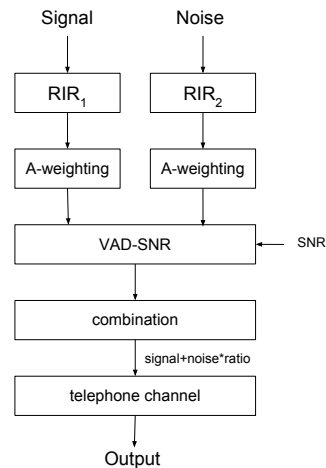 Signal Noise
RIR1 RIR2
A-weighting A-weighting
VAD-SNR SNR
combination
signal+noise*ratio
telephone channel
Output